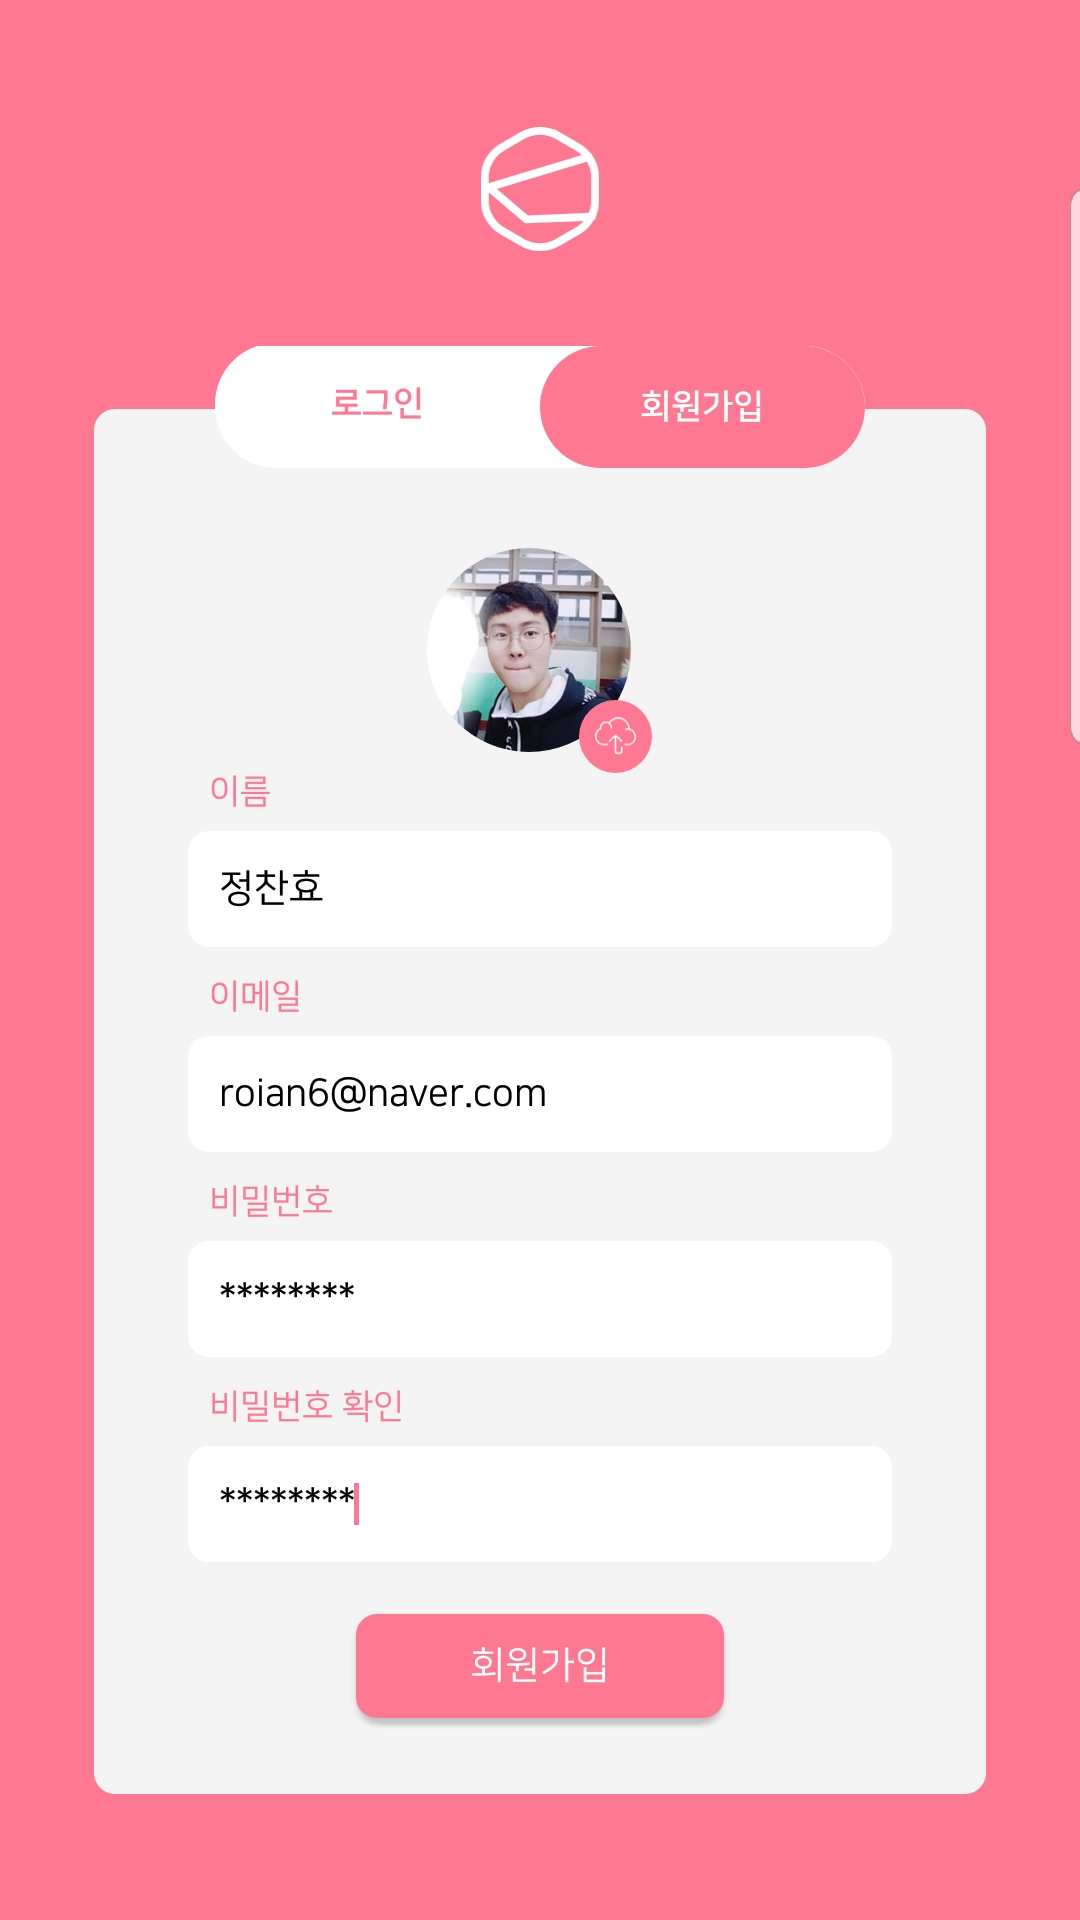 로그인
회원가입
이름
정찬효
이메일
roian6@naver.com
비밀번호
********
비밀번호 확인
********
회원가입